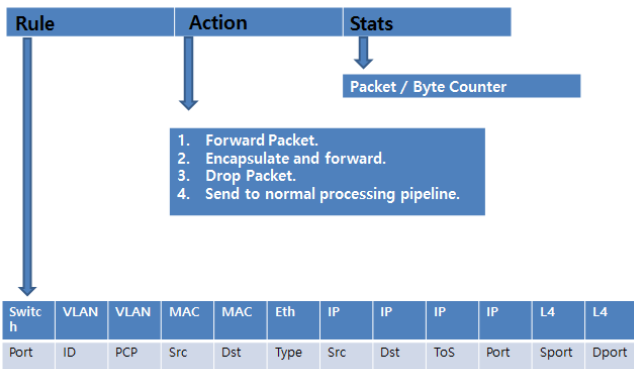 Rule Action Stats
Packet / Byte Counter
1. Forward Packet.
2. Encapsulate and forward.
3. Drop Packet.
4. Send to normal processing pipeline.
Switc VLAN VLAN MAC MAC Eth IP IP IP IP L4 L4
h
Port ID PCP Src Dst Type Src Dst ToS Port Sport Dport